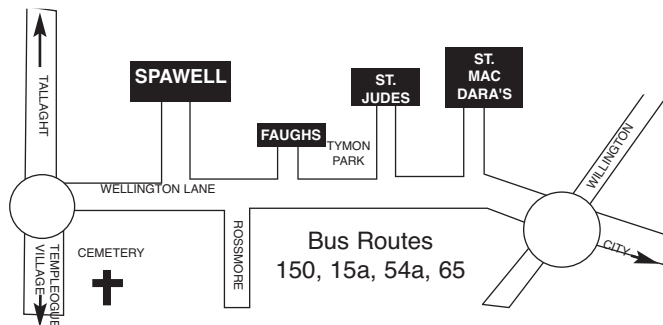 TALLAGHT
SPAWELL
FAUGHS
ST.
JUDES
ST.
MAC
DARA'S
TYMON
PARK
WELLINGTON LANE
WILLINGTON
CITY
ROSSMORE
TEMPLEOGUE
VILLAGE
CEMETERY
Bus Routes
150, 15a, 54a, 65